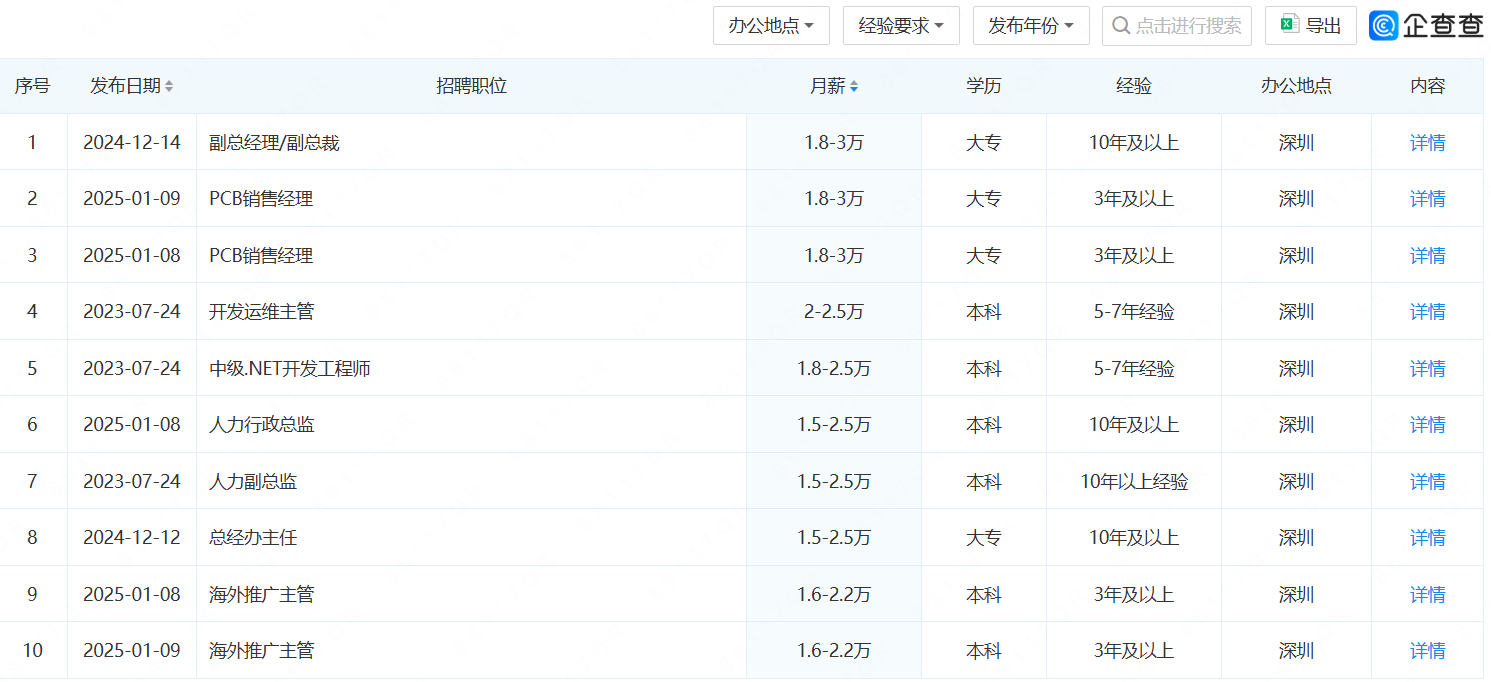 办公地点 经验要求 发布年份 点击进行搜索 导出 企查查
序号 发布日期 招聘职位 月薪 学历 经验 办公地点 内容
1 2024-12-14 副总经理/副总裁 1.8-3万 大专 10年及以上 深圳 详情
2 2025-01-09 PCB销售经理 1.8-3万 大专 3年及以上 深圳 详情
3 2025-01-08 PCB销售经理 1.8-3万 大专 3年及以上 深圳 详情
4 2023-07-24 开发运维主管 2-2.5万 本科 5-7年经验 深圳 详情
5 2023-07-24 中级.NET开发工程师 1.8-2.5万 本科 5-7年经验 深圳 详情
6 2025-01-08 人力行政总监 1.5-2.5万 本科 10年及以上 深圳 详情
7 2023-07-24 人力副总监 1.5-2.5万 本科 10年以上经验 深圳 详情
8 2024-12-12 总经办主任 1.5-2.5万 大专 10年及以上 深圳 详情
9 2025-01-08 海外推广主管 1.6-2.2万 本科 3年及以上 深圳 详情
10 2025-01-09 海外推广主管 1.6-2.2万 本科 3年及以上 深圳 详情